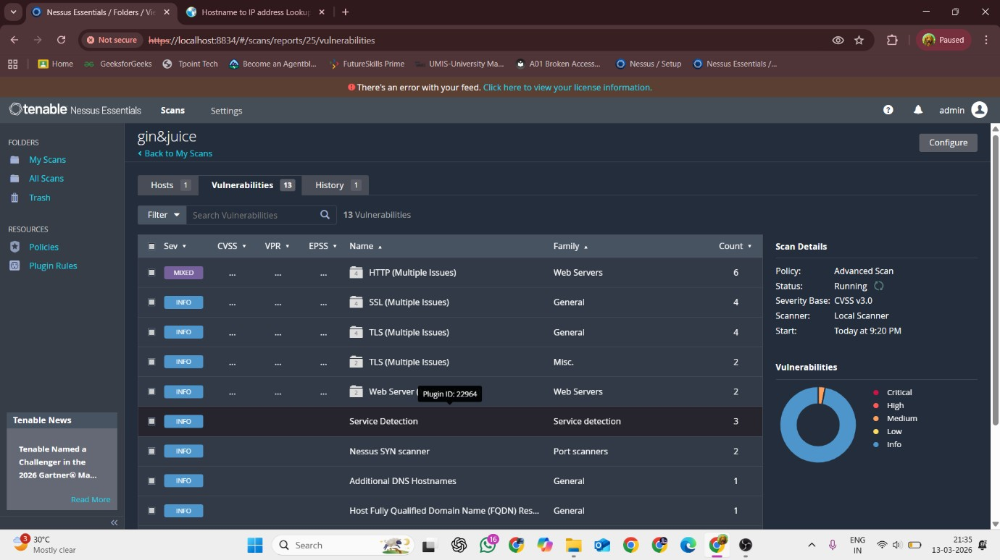 Nessus Essentials / Folders / Vie
Hostname to IP address Lookup
Not secure
https://localhost:8834/#/scans/reports/25/vulnerabilities
Paused
Home
GeeksforGeeks
Tpoint Tech
Become an Agentbl...
FutureSkills Prime
UMIS-University Ma...
A01 Broken Access...
Nessus / Setup
Nessus Essentials /...
There's an error with your feed. Click here to view your license information.
tenable Nessus Essentials
Scans
Settings
admin
FOLDERS
My Scans
All Scans
Trash
RESOURCES
Policies
Plugin Rules
Tenable News
Tenable Named a
Challenger in the
2026 Gartner® Ma...
Read More
gin&juice
Back to My Scans
Configure
Hosts 1
Vulnerabilities 13
History 1
Filter
Search Vulnerabilities
13 Vulnerabilities
Sev CVSS VPR EPSS Name Family Count
MIXED ... ... ... 4 HTTP (Multiple Issues) Web Servers 6
INFO ... ... ... 4 SSL (Multiple Issues) General 4
INFO ... ... ... 4 TLS (Multiple Issues) General 4
INFO ... ... ... 2 TLS (Multiple Issues) Misc. 2
INFO ... ... ... 2 Web Server ( Web Servers 2
Plugin ID: 22964
INFO Service Detection Service detection 3
INFO Nessus SYN scanner Port scanners 2
INFO Additional DNS Hostnames General 1
INFO Host Fully Qualified Domain Name (FQDN) Res... General 1
Scan Details
Policy: Advanced Scan
Status: Running
Severity Base: CVSS v3.0
Scanner: Local Scanner
Start: Today at 9:20 PM
Vulnerabilities
Critical
High
Medium
Low
Info
3
30°C
Mostly clear
Search
16
ENG
IN
21:35
13-03-2026